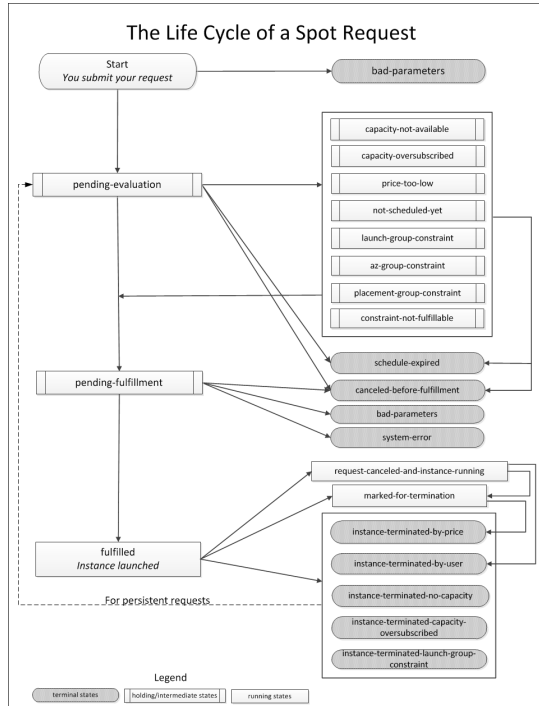 The Life Cycle of a Spot Request
Start
You submit your request
bad-parameters
capacity-not-available
capacity-oversubscribed
pending-evaluation
price-too-low
not-scheduled-yet
launch-group-constraint
az-group-constraint
placement-group-constraint
constraint-not-fulfillable
schedule-expired
pending-fulfillment
canceled-before-fulfillment
bad-parameters
system-error
request-canceled-and-instance-running
marked-for-termination
instance-terminated-by-price
fulfilled
Instance launched
instance-terminated-by-user
For persistent requests
instance-terminated-no-capacity
instance-terminated-capacity-
oversubscribed
instance-terminated-launch-group-
constraint
Legend
terminal states
holding/intermediate states
running states